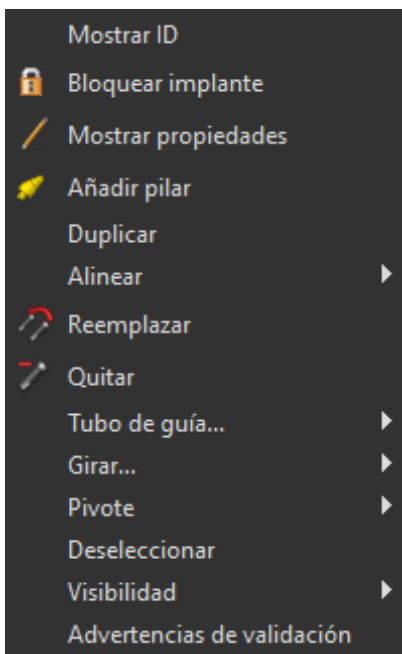 Mostrar ID
Bloquear implante
Mostrar propiedades
Añadir pilar
Duplicar
Alinear
Reemplazar
Quitar
Tubo de guía...
Girar...
Pivote
Deseleccionar
Visibilidad
Advertencias de validación